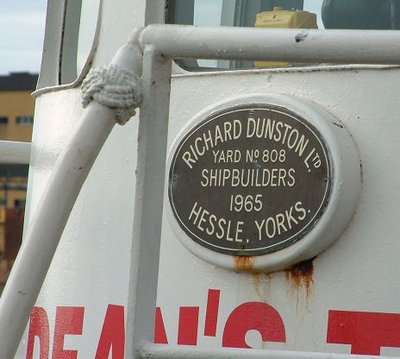 RICHARD DUNSTON LTD
YARD NO 808
SHIPBUILDERS
1965
HESSLE, YORKS.